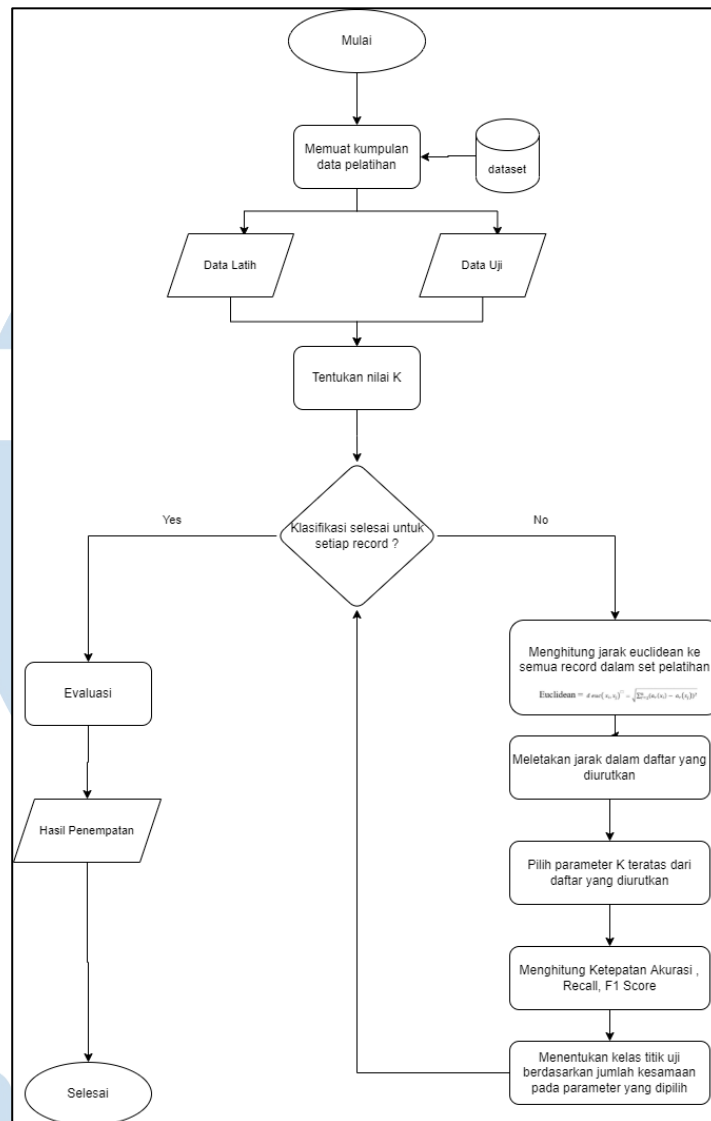 Mulai
Memuat kumpulan
data pelatihan
dataset
Data Latih
Data Uji
Tentukan nilai K
Klasifikasi selesai untuk
setiap record ?
Yes
No
Evaluasi
Hasil Penempatan
Selesai
Menghitung jarak euclidean ke
semua record dalam set pelatihan
Euclidean =
Meletakan jarak dalam daftar yang
diurutkan
Pilih parameter K teratas dari
daftar yang diurutkan
Menghitung Ketepatan Akurasi ,
Recall, F1 Score
Menentukan kelas titik uji
berdasarkan jumlah kesamaan
pada parameter yang dipilih